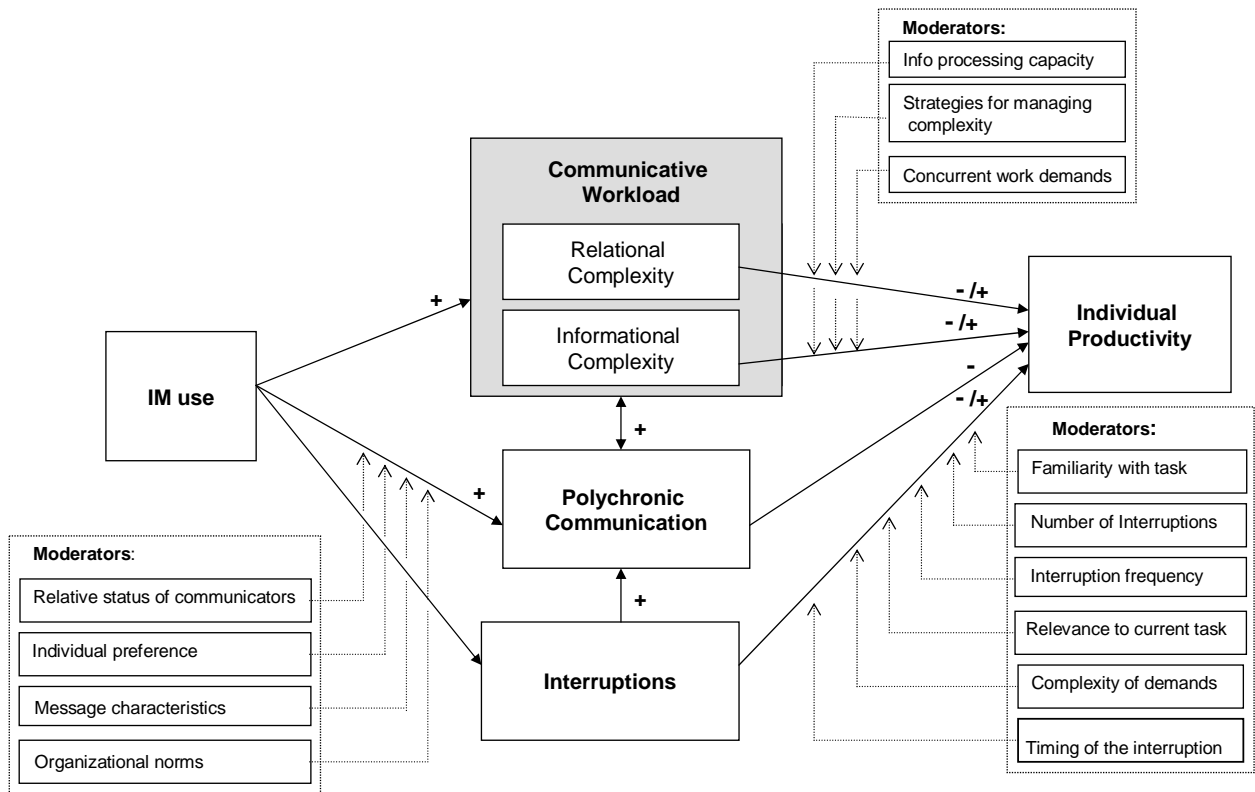 Moderators:
Info processing capacity
Strategies for managing
complexity
Concurrent work demands
Communicative
Workload
Relational
Complexity
Informational
Complexity
+
- /+
- /+
-
- /+
Individual
Productivity
IM use
+
+
Polychronic
Communication
+
Interruptions
Moderators:
Relative status of communicators
Individual preference
Message characteristics
Organizational norms
Moderators:
Familiarity with task
Number of Interruptions
Interruption frequency
Relevance to current task
Complexity of demands
Timing of the interruption